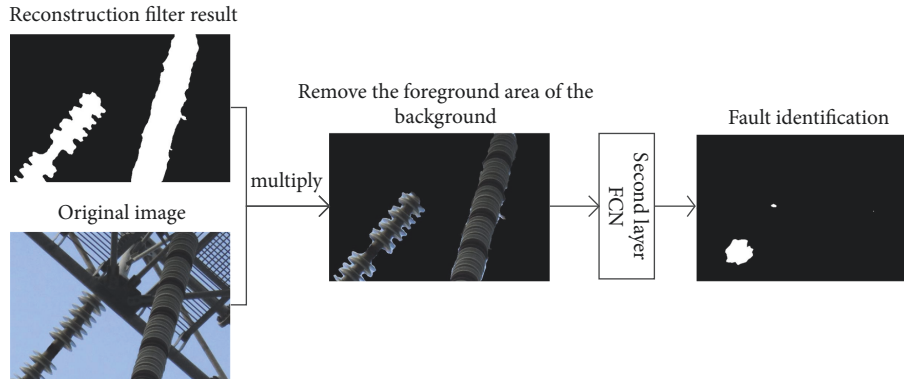 Reconstruction filter result
Original image
multiply
Remove the foreground area of the
background
Second layer
FCN
Fault identification